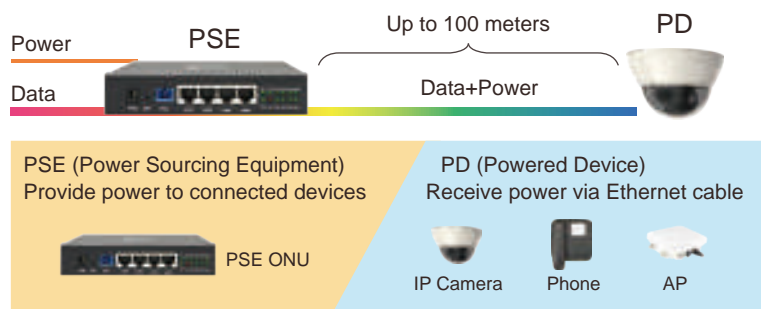 Power
PSE
Up to 100 meters
PD
Data
Data+Power
PSE (Power Sourcing Equipment)
Provide power to connected devices
PSE ONU
PD (Powered Device)
Receive power via Ethernet cable
IP Camera
Phone
AP